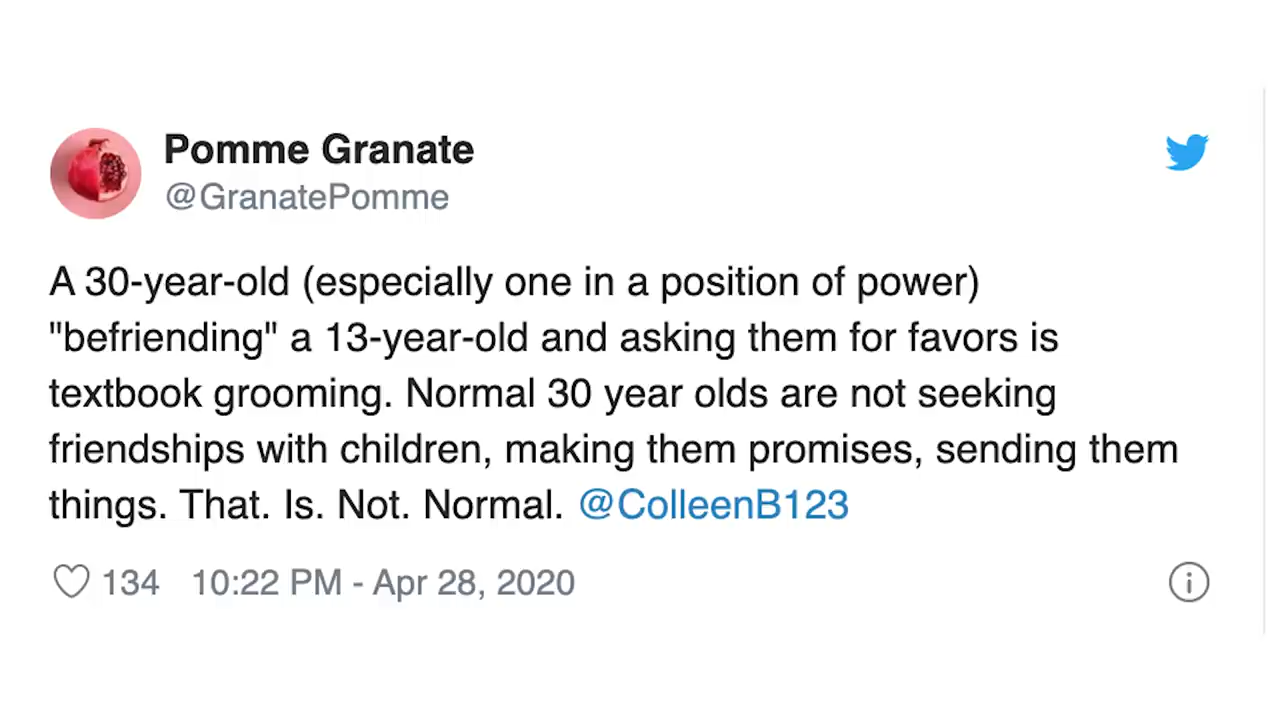 Pomme Granate
@GranatePomme
A 30-year-old (especially one in a position of power)
"befriending" a 13-year-old and asking them for favors is
textbook grooming. Normal 30 year olds are not seeking
friendships with children, making them promises, sending them
things. That. Is. Not. Normal. @ColleenB123
134 10:22 PM - Apr 28, 2020